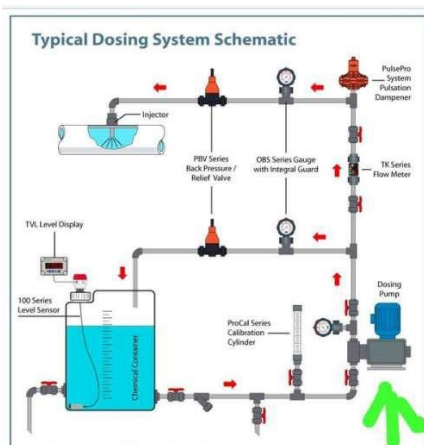 Typical Dosing System Schematic
PulsePro
System
Pulsation
Dampener
Injector
PBV Series
Back Pressure /
Relief Valve
OBS Series Gauge
with Integral Guard
TK Series
Flow Meter
TVL Level Display
100 Series
Level Sensor
Chemical Container
ProCal Series
Calibration
Cylinder
Dosing
Pump